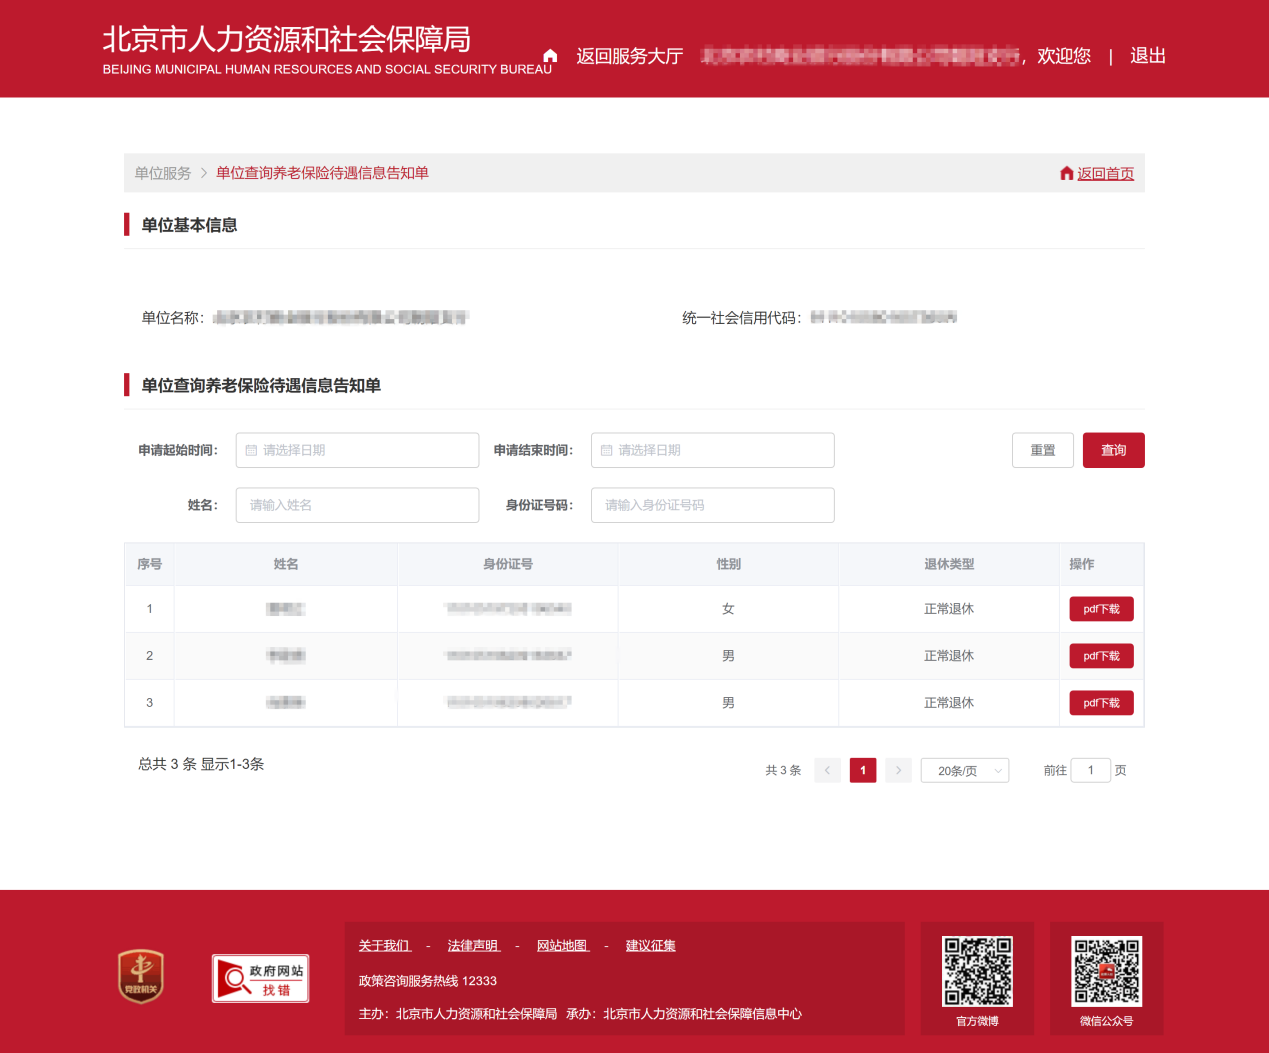 北京市人力资源和社会保障局
BEIJING MUNICIPAL HUMAN RESOURCES AND SOCIAL SECURITY BUREAU
返回服务大厅 ，欢迎您 | 退出
单位服务 > 单位查询养老保险待遇信息告知单 返回首页
单位基本信息
单位名称： 统一社会信用代码：
单位查询养老保险待遇信息告知单
申请起始时间： 请选择日期 申请结束时间： 请选择日期 重置 查询
姓名： 请输入姓名 身份证号码： 请输入身份证号码
序号 姓名 身份证号 性别 退休类型 操作
1 女 正常退休 pdf下载
2 男 正常退休 pdf下载
3 男 正常退休 pdf下载
总共 3 条 显示1-3条
共 3 条 < 1 > 20条/页 前往 1 页
关于我们 - 法律声明 - 网站地图 - 建议征集
政策咨询服务热线 12333
主办：北京市人力资源和社会保障局 承办：北京市人力资源和社会保障信息中心
党政机关
政府网站
找错
官方微博
微信公众号